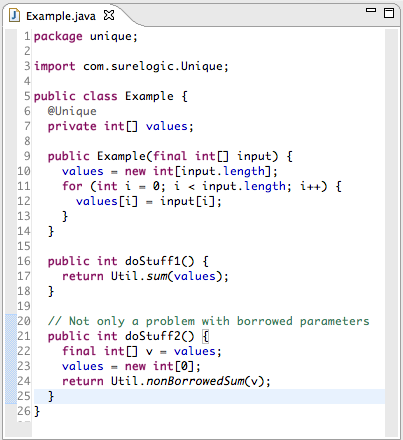 Example.java
1 package unique;
2
3 import com.surelogic.Unique;
4
5 public class Example {
6   @Unique
7   private int[] values;
8
9   public Example(final int[] input) {
10     values = new int[input.length];
11     for (int i = 0; i < input.length; i++) {
12       values[i] = input[i];
13     }
14   }
15
16   public int doStuff1() {
17     return Util.sum(values);
18   }
19
20   // Not only a problem with borrowed parameters
21   public int doStuff2() {
22     final int[] v = values;
23     values = new int[0];
24     return Util.nonBorrowedSum(v);
25   }
26 }